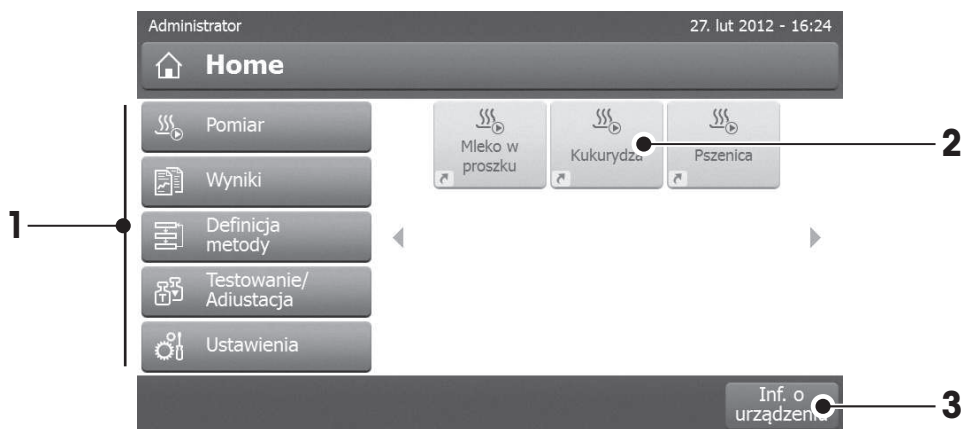 Administrator
27. lut 2012 - 16:24
Home
Pomiar
Wyniki
Definicja
metody
Testowanie/
Adiustacja
Ustawienia
Mleko w
proszku
Kukurydza
Pszenica
Inf. o
urządzeniu
1
2
3